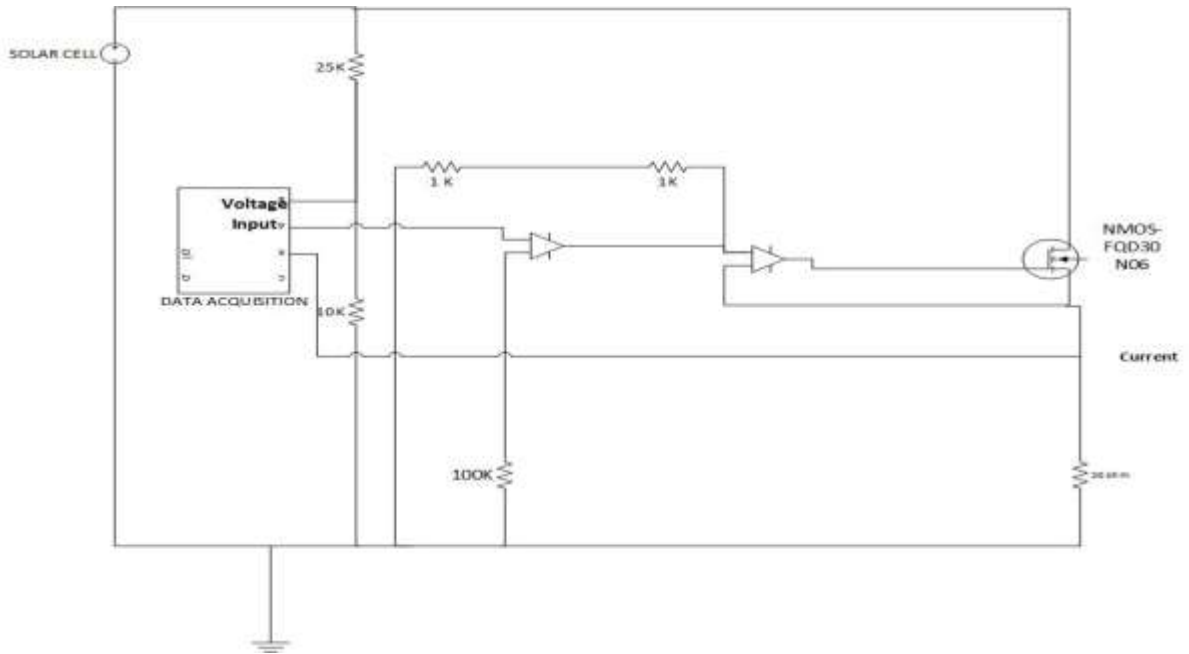 SOLAR CELL
25K
1 K
1K
Voltage
Input
DATA ACQUISITION
10K
NMOS-
FQD30
N06
Current
100K